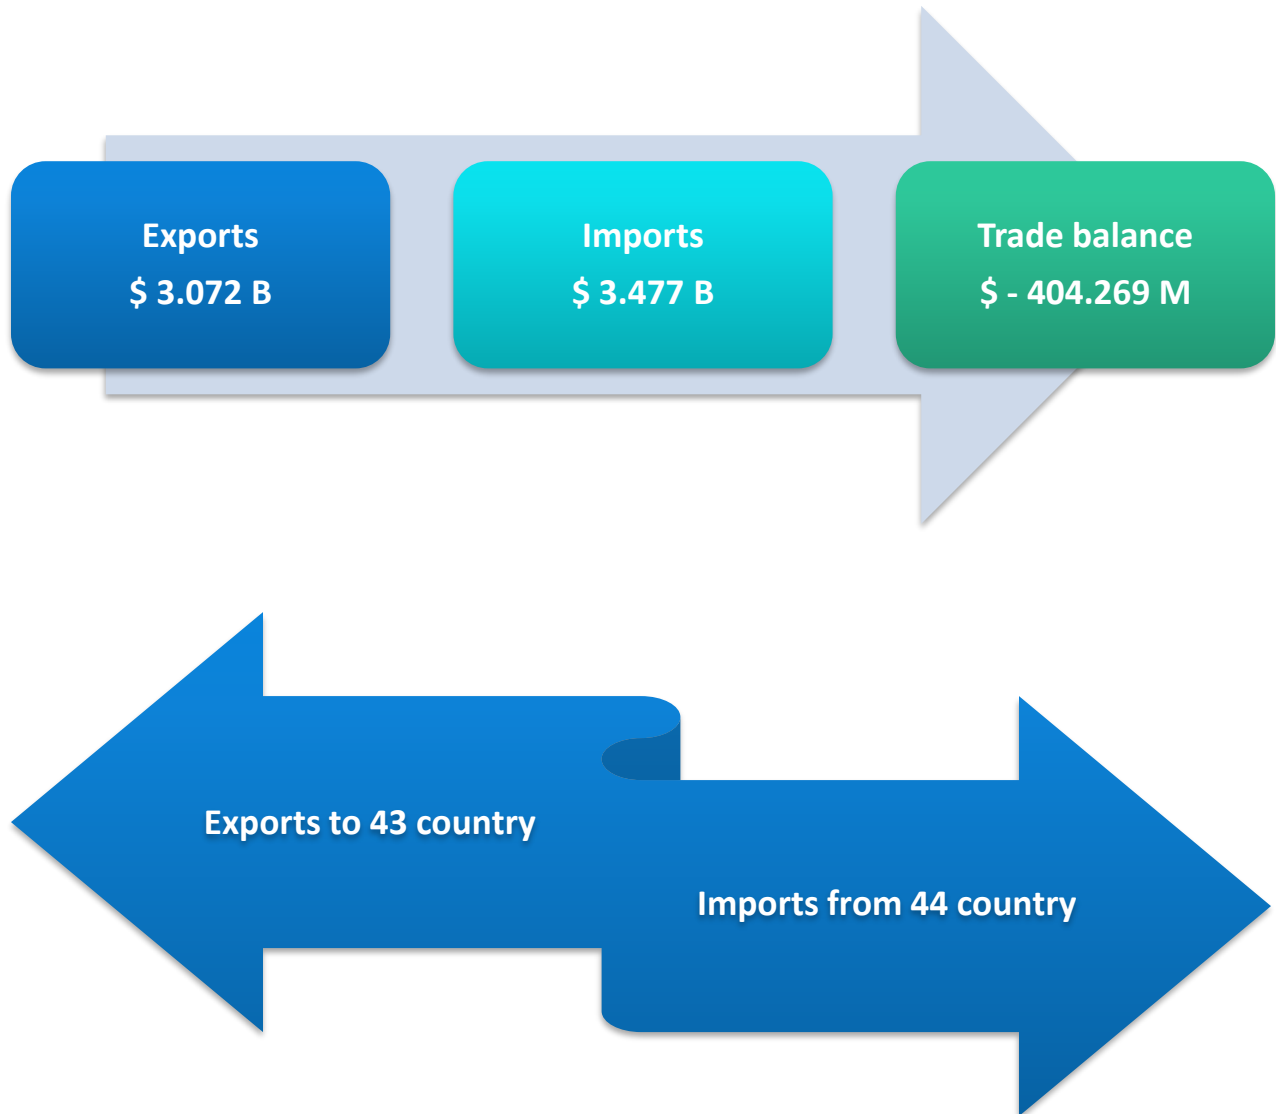 Exports
$ 3.072 B
Imports
$ 3.477 B
Trade balance
$ - 404.269 M
Exports to 43 country
Imports from 44 country